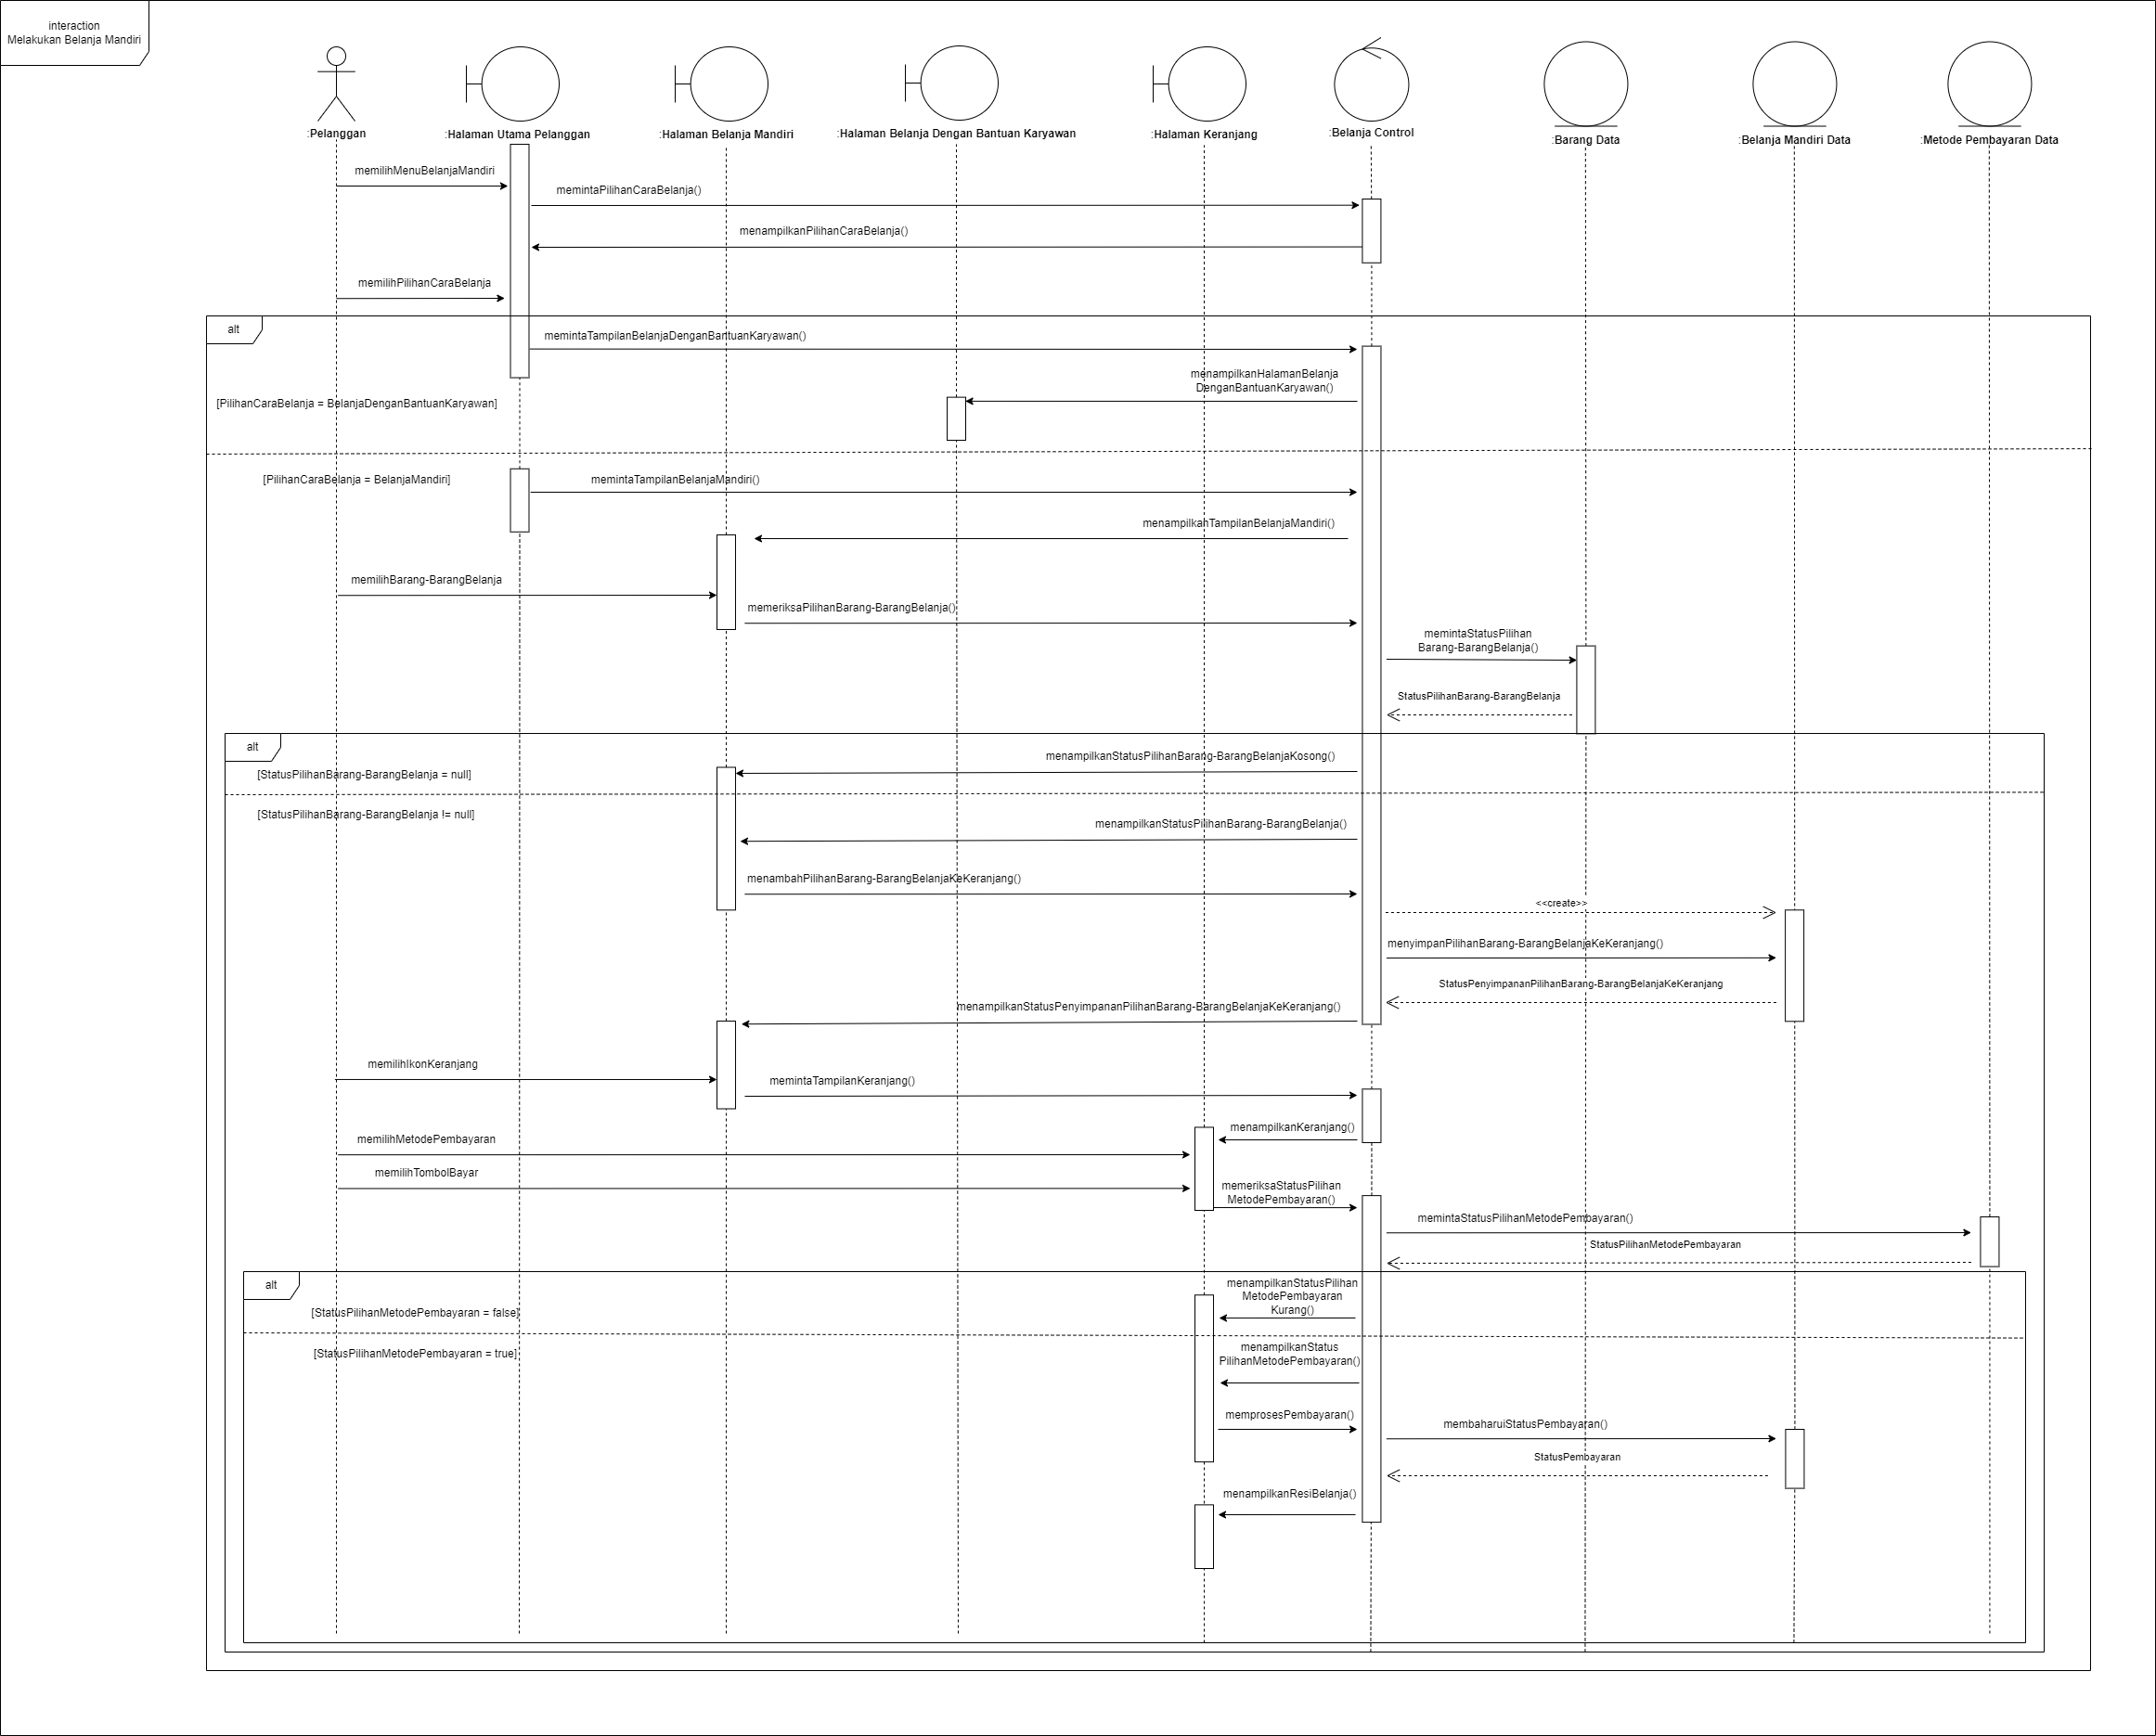 interaction
Melakukan Belanja Mandiri
:Pelanggan
:Halaman Utama Pelanggan
:Halaman Belanja Mandiri
:Halaman Belanja Dengan Bantuan Karyawan
:Halaman Keranjang
:Belanja Control
:Barang Data
:Belanja Mandiri Data
:Metode Pembayaran Data
memilihMenuBelanjaMandiri
memintaPilihanCaraBelanja()
menampilkanPilihanCaraBelanja()
memilihPilihanCaraBelanja
alt
memintaTampilanBelanjaDenganBantuanKaryawan()
menampilkanHalamanBelanja
DenganBantuanKaryawan()
[PilihanCaraBelanja = BelanjaDenganBantuanKaryawan]
[PilihanCaraBelanja = BelanjaMandiri]
memintaTampilanBelanjaMandiri()
menampilkanTampilanBelanjaMandiri()
memilihBarang-BarangBelanja
memeriksaPilihanBarang-BarangBelanja()
memintaStatusPilihan
Barang-BarangBelanja()
StatusPilihanBarang-BarangBelanja
alt
menampilkanStatusPilihanBarang-BarangBelanjaKosong()
[StatusPilihanBarang-BarangBelanja = null]
[StatusPilihanBarang-BarangBelanja != null]
menampilkanStatusPilihanBarang-BarangBelanja()
menambahPilihanBarang-BarangBelanjaKeKeranjang()
<<create>>
menyimpanPilihanBarang-BarangBelanjaKeKeranjang()
StatusPenyimpananPilihanBarang-BarangBelanjaKeKeranjang
menampilkanStatusPenyimpananPilihanBarang-BarangBelanjaKeKeranjang()
memilihIkonKeranjang
memintaTampilanKeranjang()
menampilkanKeranjang()
memilihMetodePembayaran
memilihTombolBayar
memeriksaStatusPilihan
MetodePembayaran()
memintaStatusPilihanMetodePembayaran()
StatusPilihanMetodePembayaran
alt
menampilkanStatusPilihan
MetodePembayaran
Kurang()
[StatusPilihanMetodePembayaran = false]
[StatusPilihanMetodePembayaran = true]
menampilkanStatus
PilihanMetodePembayaran()
memprosesPembayaran()
membaharuiStatusPembayaran()
StatusPembayaran
menampilkanResiBelanja()